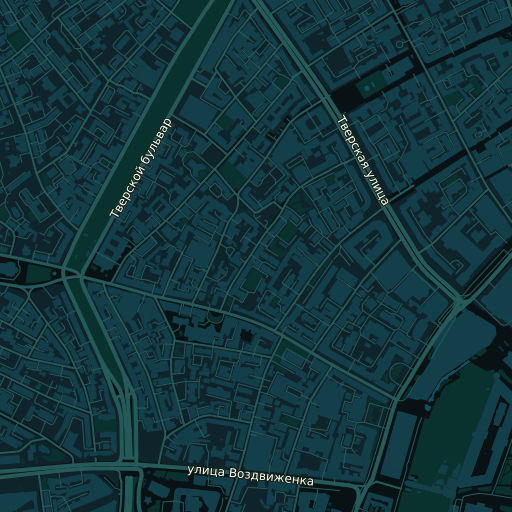 Тверской бульвар
Тверская улица
улица Воздвиженка